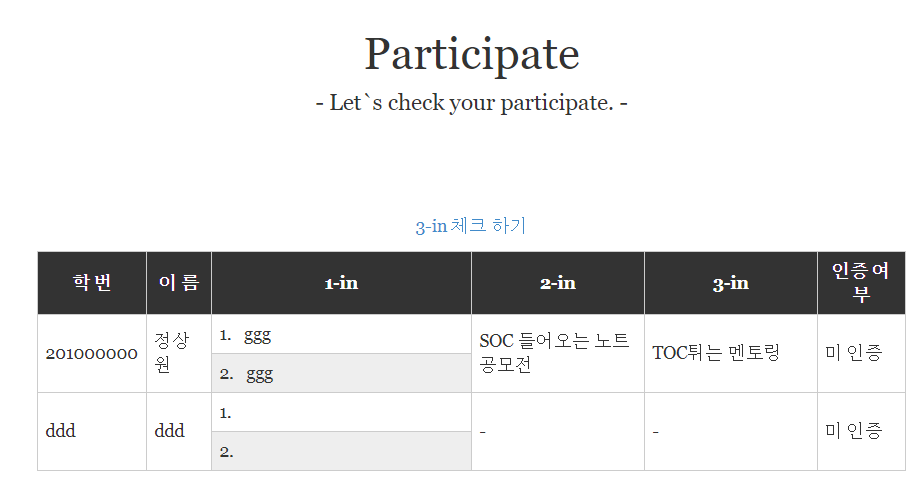 Participate
- Let`s check your participate. -
3-in 체크 하기
학번 이 름 1-in 2-in 3-in 인증여
부
201000000 정상
원 1. ggg SOC 들어오는 노트
공모전 TOC튀는 멘토링 미 인증
2. ggg
ddd ddd 1. - - 미 인증
2.